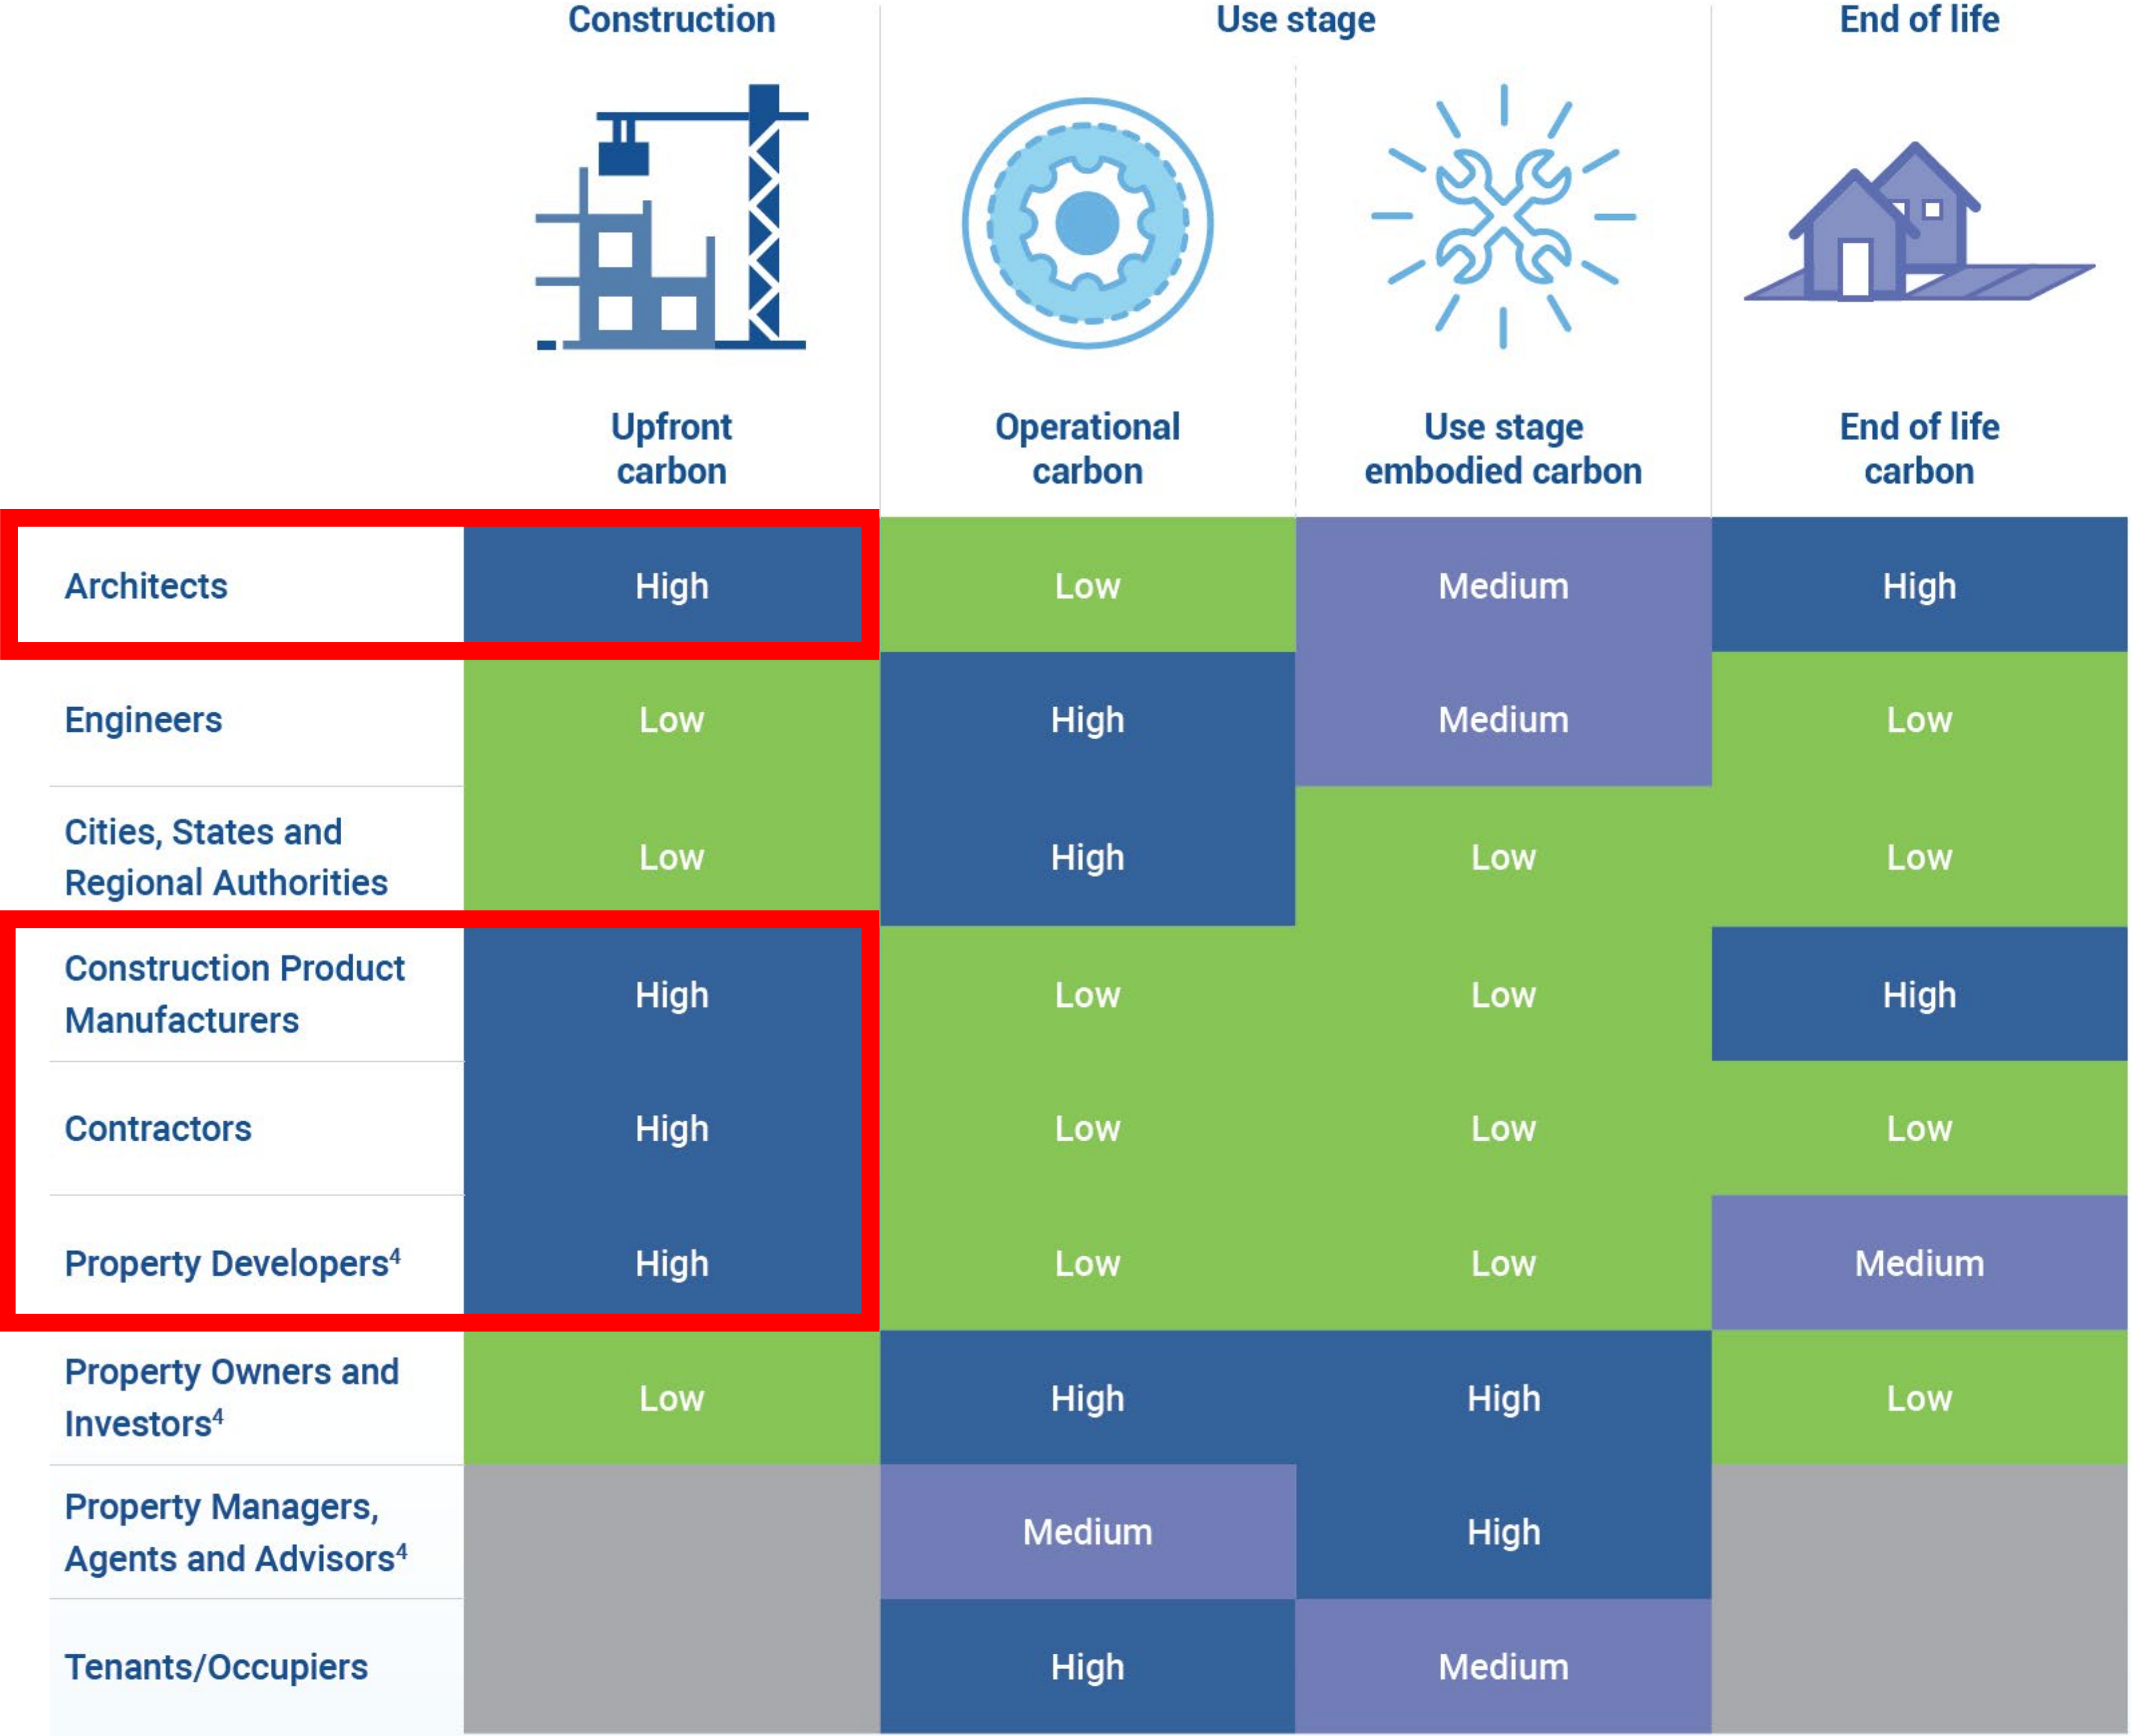 Construction Use stage End of life
Upfront Operational Use stage End of life
carbon carbon embodied carbon carbon
Architects High Low Medium High
Engineers Low High Medium Low
Cities, States and
Regional Authorities Low High Low Low
Construction Product
Manufacturers High Low Low High
Contractors High Low Low Low
Property Developers⁴ High Low Low Medium
Property Owners and
Investors⁴ Low High High Low
Property Managers,
Agents and Advisors⁴ Medium High
Tenants/Occupiers High Medium